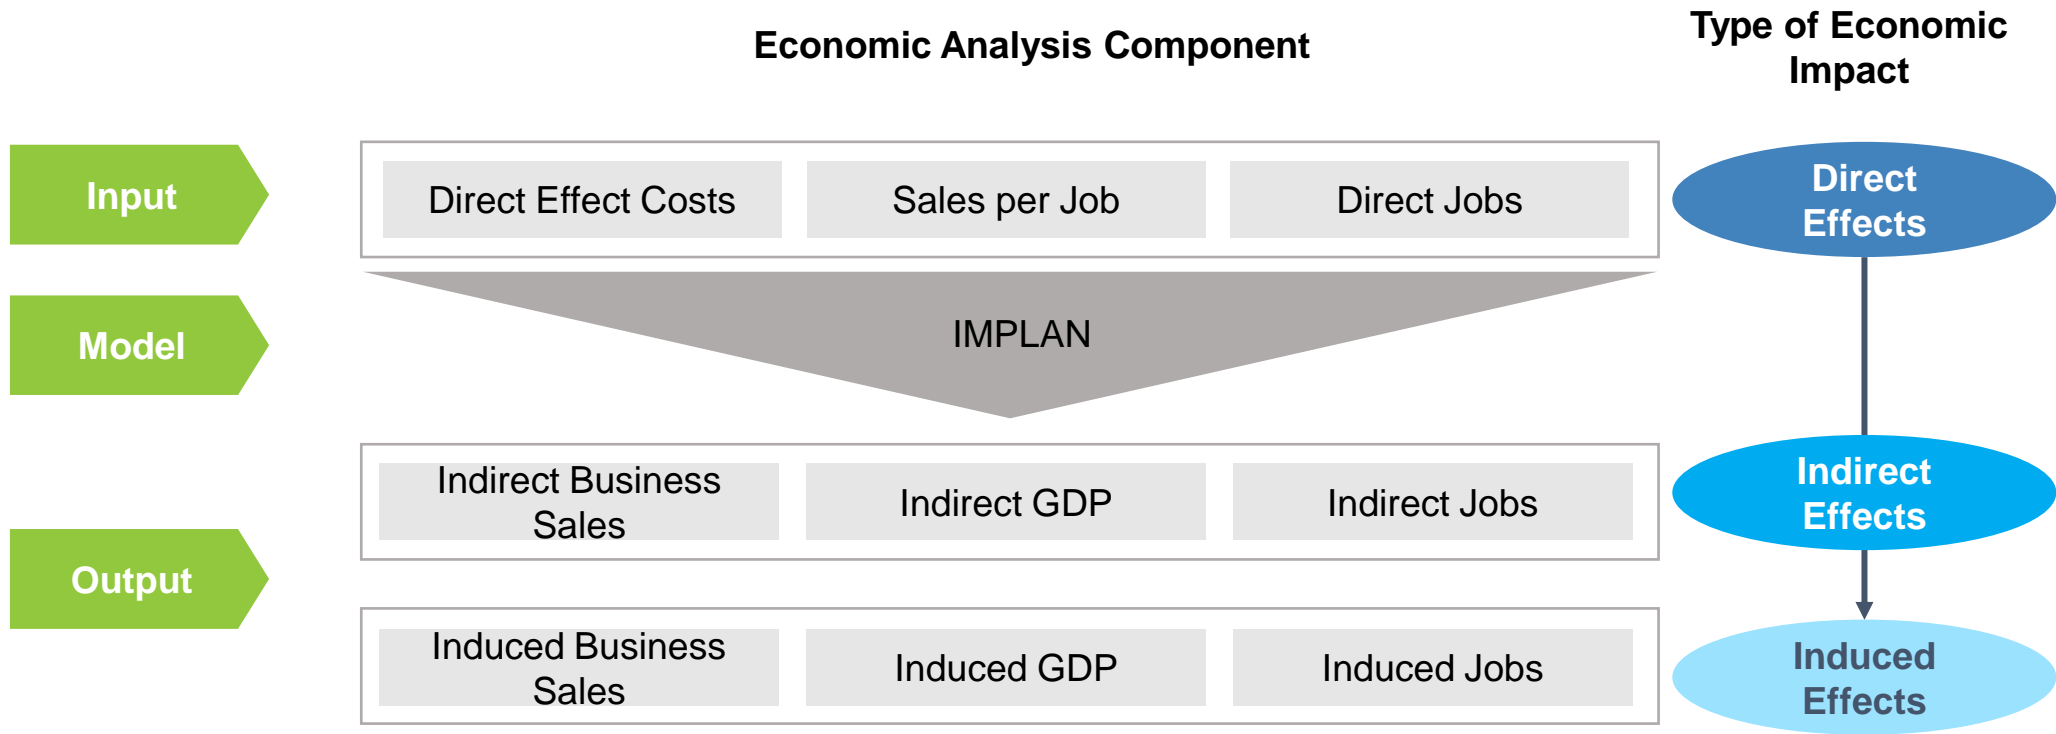 Economic Analysis Component
Type of Economic
Impact
Input
Direct Effect Costs
Sales per Job
Direct Jobs
Direct
Effects
Model
IMPLAN
Output
Indirect Business
Sales
Indirect GDP
Indirect Jobs
Indirect
Effects
Induced Business
Sales
Induced GDP
Induced Jobs
Induced
Effects